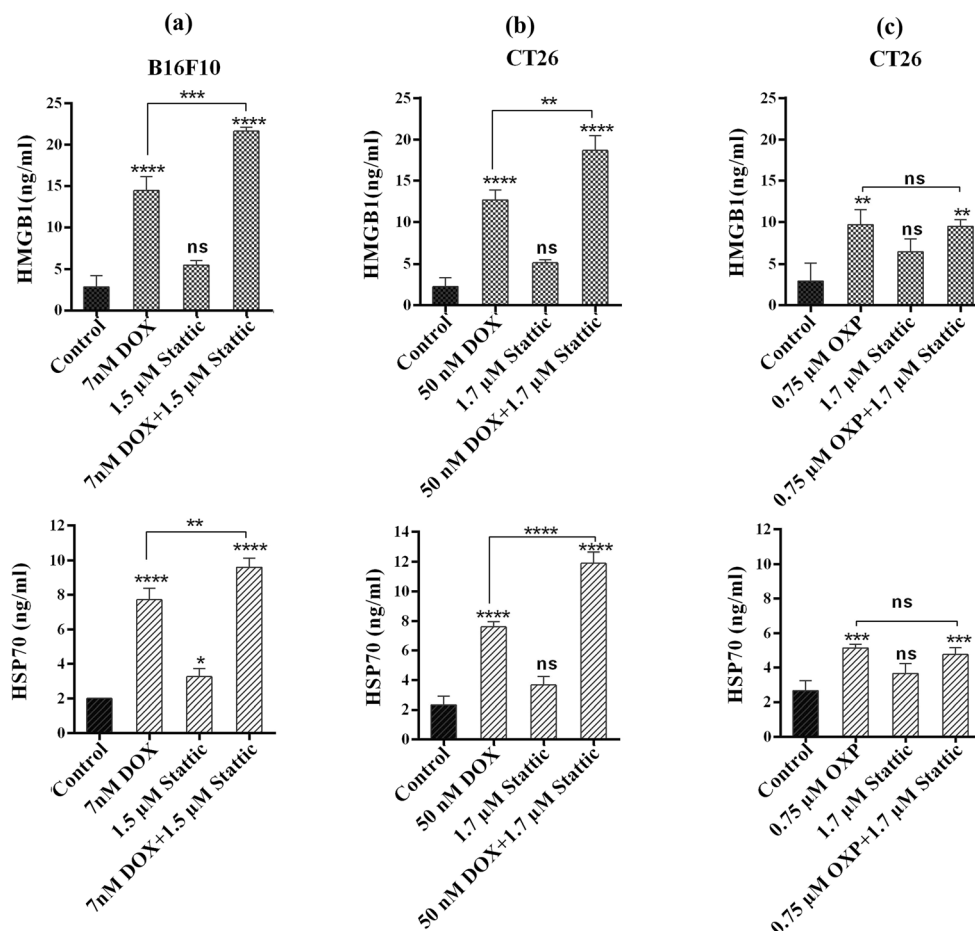 (a)
B16F10
HMGB1(ng/ml)
25
20
15
10
5
0
***
****
ns
****
Control
7nM DOX
1.5 µM Stattic
7nM DOX+1.5 µM Stattic
(b)
CT26
HMGB1(ng/ml)
25
20
15
10
5
0
**
****
ns
****
Control
50 nM DOX
1.7 µM Stattic
50 nM DOX+1.7 µM Stattic
(c)
CT26
HMGB1(ng/ml)
25
20
15
10
5
0
ns
**
ns
**
Control
0.75 µM OXP
1.7 µM Stattic
0.75 µM OXP+1.7 µM Stattic
HSP70 (ng/ml)
12
10
8
6
4
2
0
**
****
*
****
Control
7nM DOX
1.5 µM Stattic
7nM DOX+1.5 µM Stattic
HSP70 (ng/ml)
14
12
10
8
6
4
2
0
****
****
ns
****
Control
50 nM DOX
1.7 µM Stattic
50 nM DOX+1.7 µM Stattic
HSP70 (ng/ml)
12
10
8
6
4
2
0
ns
***
ns
***
Control
0.75 µM OXP
1.7 µM Stattic
0.75 µM OXP+1.7 µM Stattic